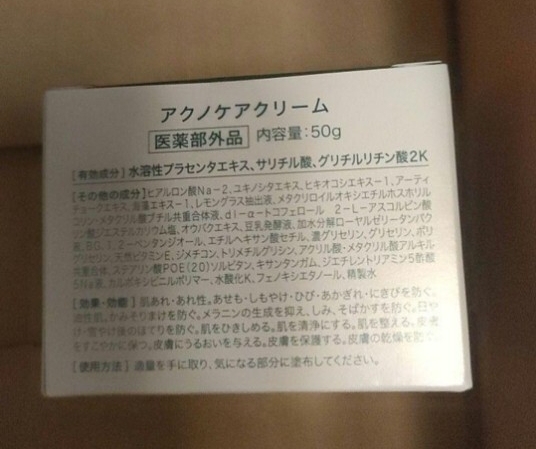 アクノケアクリーム
医薬部外品 内容量:50g
[有効成分] 水溶性プラセンタエキス、サリチル酸、グリチルリチン酸2K
[その他の成分] ヒアルロン酸Na-2、ユキノシタエキス、ヒキオコシエキス-1、アーティ
チョークエキス、海藻エキス-1、レモングラス抽出液、メタクリロイルオキシエチルホスホリル
コリン・メタクリル酸ブチル共重合体液、dl-α-トコフェロール 2-L-アスコルビン酸
リン酸ジエステルカリウム塩、オウバクエキス、豆乳発酵液、加水分解ローヤルゼリータンパク
液、BG、1,2-ペンタンジオール、エチルヘキサン酸セチル、濃グリセリン、グリセリン、ポリ
グリセリン、天然ビタミンE、ジメチコン、トリメチルグリシン、アクリル酸・メタクリル酸アルキル
共重合体、ステアリン酸POE(20)ソルビタン、キサンタンガム、ジエチレントリアミン5酢酸
5Na液、カルボキシビニルポリマー、水酸化K、フェノキシエタノール、精製水
[効果・効能] 肌あれ・あれ性。あせも・しもやけ・ひび・あかぎれ・にきびを防ぐ。
油性肌。かみそりまけを防ぐ。メラニンの生成を抑え、しみ、そばかすを防ぐ。日や
け・雪やけ後のほてりを防ぐ。肌をひきしめる。肌を清浄にする。肌を整える。皮膚
をすこやかに保つ。皮膚にうるおいを与える。皮膚を保護する。皮膚の乾燥を防ぐ。
[使用方法] 適量を手に取り、気になる部分に塗布してください。